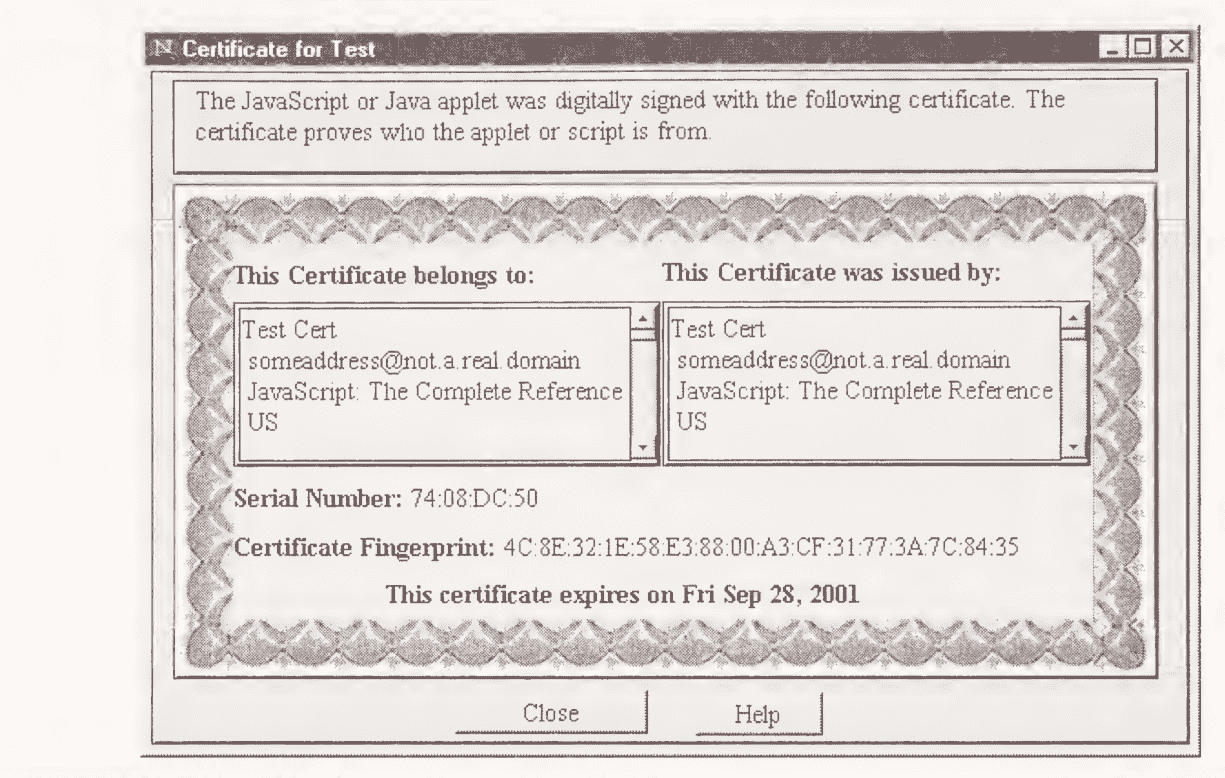 N Certificate for Test
The JavaScript or Java applet was digitally signed with the following certificate. The
certificate proves who the applet or script is from.
This Certificate belongs to:
Test Cert
someaddress@not.a.real.domain
JavaScript: The Complete Reference
US
This Certificate was issued by:
Test Cert
someaddress@not.a.real.domain
JavaScript: The Complete Reference
US
Serial Number: 74:08:DC:50
Certificate Fingerprint: 4C:8E:32:1E:58:E3:88:00:A3:CF:31:77:3A:7C:84:35
This certificate expires on Fri Sep 28, 2001
Close
Help